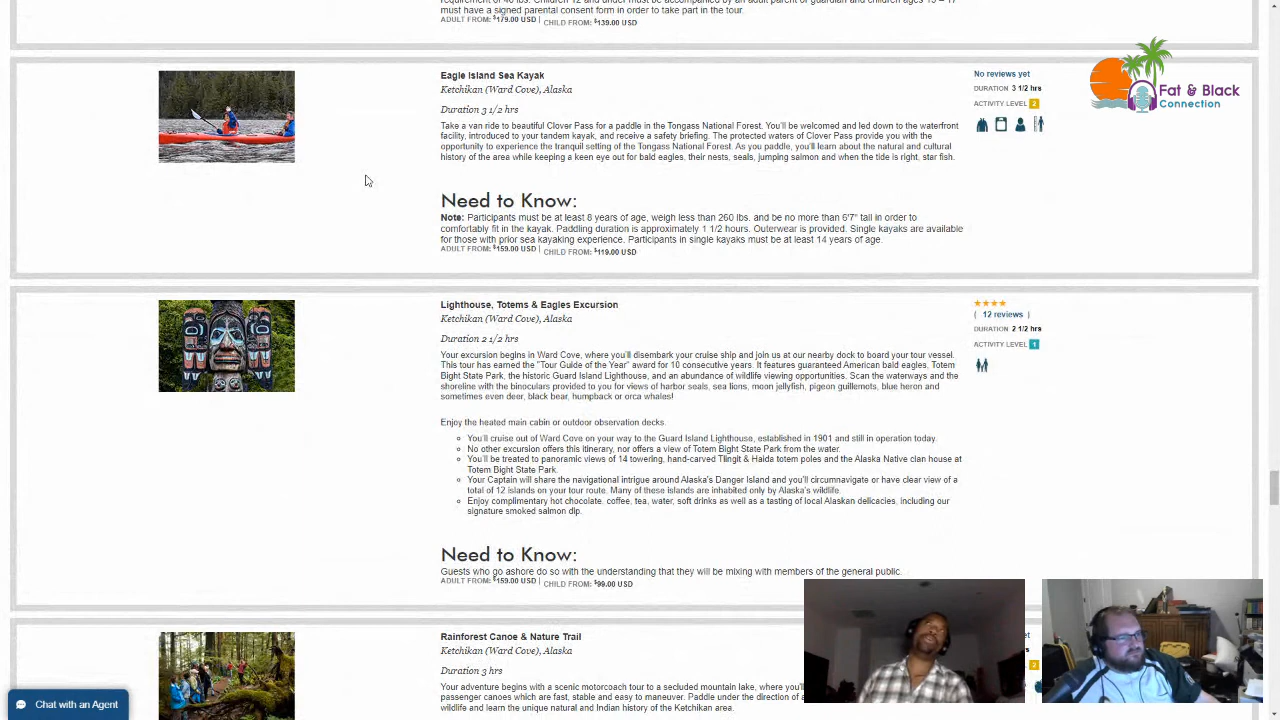 requirement of 40 lbs. Children 12 and under must be accompanied by an adult parent or guardian and children ages 13 – 17
must have a signed parental consent form in order to take part in the tour.
ADULT FROM: $179.00 USD | CHILD FROM: $139.00 USD
Eagle Island Sea Kayak
Ketchikan (Ward Cove), Alaska
Duration 3 1/2 hrs
Take a van ride to beautiful Clover Pass for a paddle in the Tongass National Forest. You'll be welcomed and led down to the waterfront
facility, introduced to your tandem kayak, and receive a safety briefing. The protected waters of Clover Pass provide you with the
opportunity to experience the tranquil setting of the Tongass National Forest. As you paddle, you'll learn about the natural and cultural
history of the area while keeping a keen eye out for bald eagles, their nests, seals, jumping salmon and when the tide is right, star fish.
Need to Know:
Note: Participants must be at least 8 years of age, weigh less than 260 lbs. and be no more than 6'7" tall in order to
comfortably fit in the kayak. Paddling duration is approximately 1 1/2 hours. Outerwear is provided. Single kayaks are available
for those with prior sea kayaking experience. Participants in single kayaks must be at least 14 years of age.
ADULT FROM: $159.00 USD | CHILD FROM: $119.00 USD
No reviews yet
DURATION 3 1/2 hrs
ACTIVITY LEVEL 2
Fat & Black
Connection
Lighthouse, Totems & Eagles Excursion
Ketchikan (Ward Cove), Alaska
Duration 2 1/2 hrs
Your excursion begins in Ward Cove, where you'll disembark your cruise ship and join us at our nearby dock to board your tour vessel.
This tour has earned the "Tour Guide of the Year" award for 10 consecutive years. It features guaranteed American bald eagles, Totem
Bight State Park, the historic Guard Island Lighthouse, and an abundance of wildlife viewing opportunities. Scan the waterways and the
shoreline with the binoculars provided to you for views of harbor seals, sea lions, moon jellyfish, pigeon guillemots, blue heron and
sometimes even deer, black bear, humpback or orca whales!
Enjoy the heated main cabin or outdoor observation decks.
You'll cruise out of Ward Cove on your way to the Guard Island Lighthouse, established in 1901 and still in operation today.
No other excursion offers this itinerary, nor offers a view of Totem Bight State Park from the water.
You'll be treated to panoramic views of 14 towering, hand-carved Tlingit & Haida totem poles and the Alaska Native clan house at
Totem Bight State Park.
Your Captain will share the navigational intrigue around Alaska's Danger Island and you'll circumnavigate or have clear view of a
total of 12 islands on your tour route. Many of these islands are inhabited only by Alaska's wildlife.
Enjoy complimentary hot chocolate, coffee, tea, water, soft drinks as well as a tasting of local Alaskan delicacies, including our
signature smoked salmon dip.
Need to Know:
Guests who go ashore do so with the understanding that they will be mixing with members of the general public.
ADULT FROM: $159.00 USD | CHILD FROM: $99.00 USD
( 12 reviews )
DURATION 2 1/2 hrs
ACTIVITY LEVEL 1
Rainforest Canoe & Nature Trail
Ketchikan (Ward Cove), Alaska
Duration 3 hrs
Your adventure begins with a scenic motorcoach tour to a secluded mountain lake, where you'll
passenger canoes which are fast, stable and easy to maneuver. Paddle under the direction of a
wildlife and learn the unique natural and Indian history of the Ketchikan area.
2
Chat with an Agent